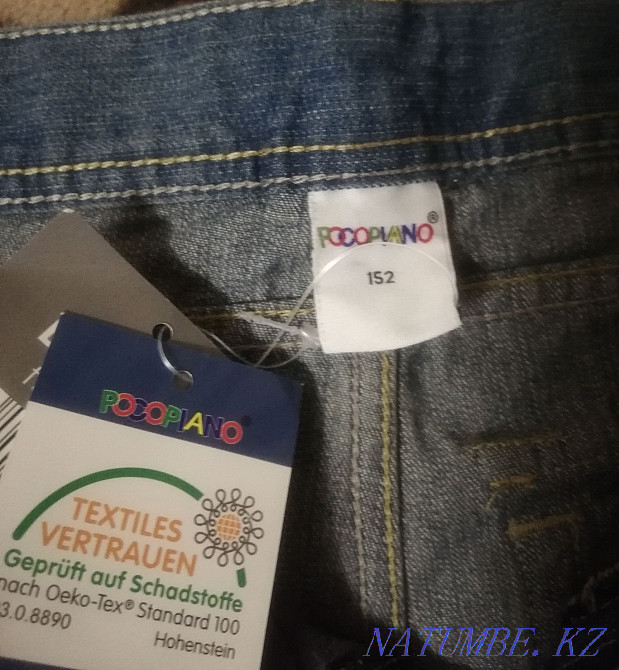 POCOPIANO®
152
POCOPIANO®
TEXTILES
VERTRAUEN
Geprüft auf Schadstoffe
nach Oeko-Tex® Standard 100
3.0.8890
Hohenstein
NATUMBE. KZ